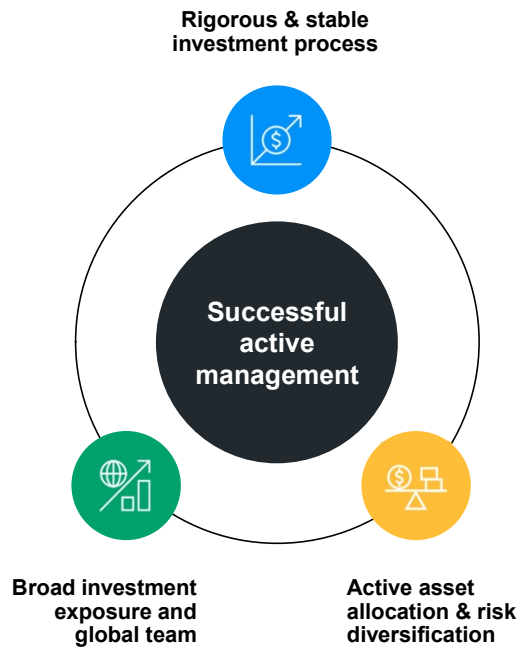 Rigorous & stable
investment process
$
Successful
active
management
$
Broad investment
exposure and
global team
Active asset
allocation & risk
diversification